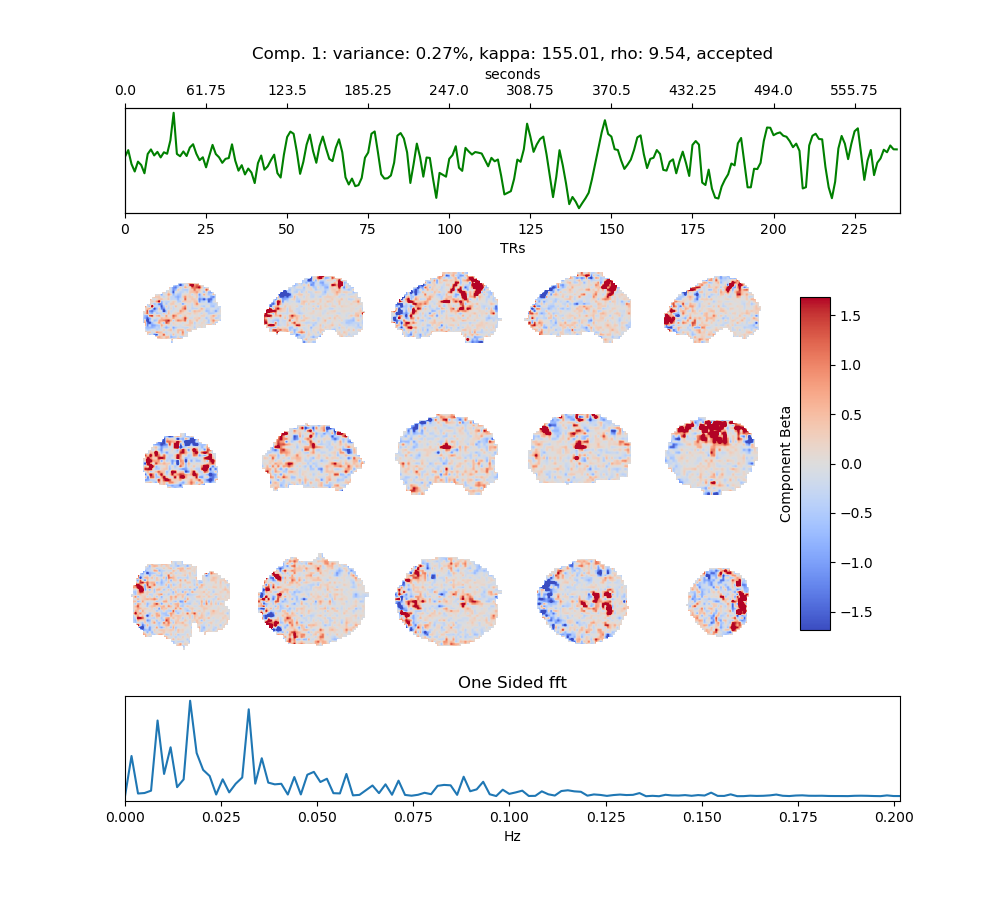 Comp. 1: variance: 0.27%, kappa: 155.01, rho: 9.54, accepted
seconds
0.0 61.75 123.5 185.25 247.0 308.75 370.5 432.25 494.0 555.75
0 25 50 75 100 125 150 175 200 225
TRs
1.5
1.0
0.5
0.0
−0.5
−1.0
−1.5
Component Beta
One Sided fft
0.000 0.025 0.050 0.075 0.100 0.125 0.150 0.175 0.200
Hz